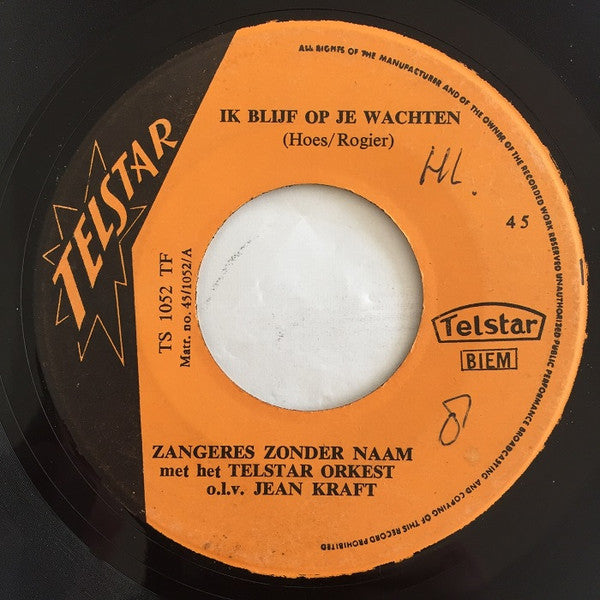 ALL RIGHTS OF THE MANUFACTURER AND OF THE OWNER OF THE RECORDED WORK RESERVED UNAUTHORISED PUBLIC PERFORMANCE BROADCASTING AND COPYING OF THIS RECORD PROHIBITED
TELSTAR
IK BLIJF OP JE WACHTEN
(Hoes/Rogier)
HL.
45
TS 1052 TF
Matr. no. 45/1052/A
Telstar
BIEM
ZANGERES ZONDER NAAM
met het TELSTAR ORKEST
o.l.v. JEAN KRAFT